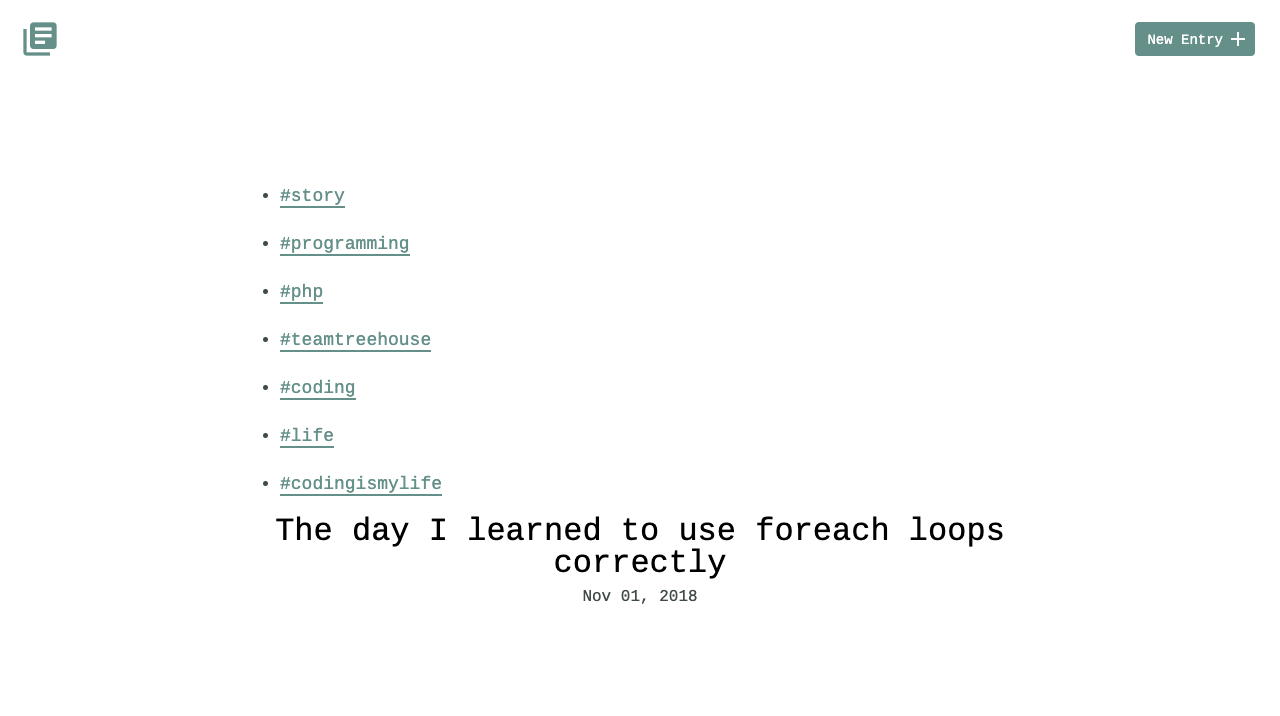 New Entry
#story
#programming
#php
#teamtreehouse
#coding
#life
#codingismylife
The day I learned to use foreach loops
correctly
Nov 01, 2018